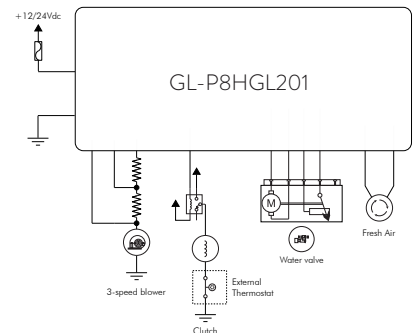 +12/24Vdc
GL-P8HGL201
M
Fresh Air
Water valve
3-speed blower
External
Thermostat
Clutch